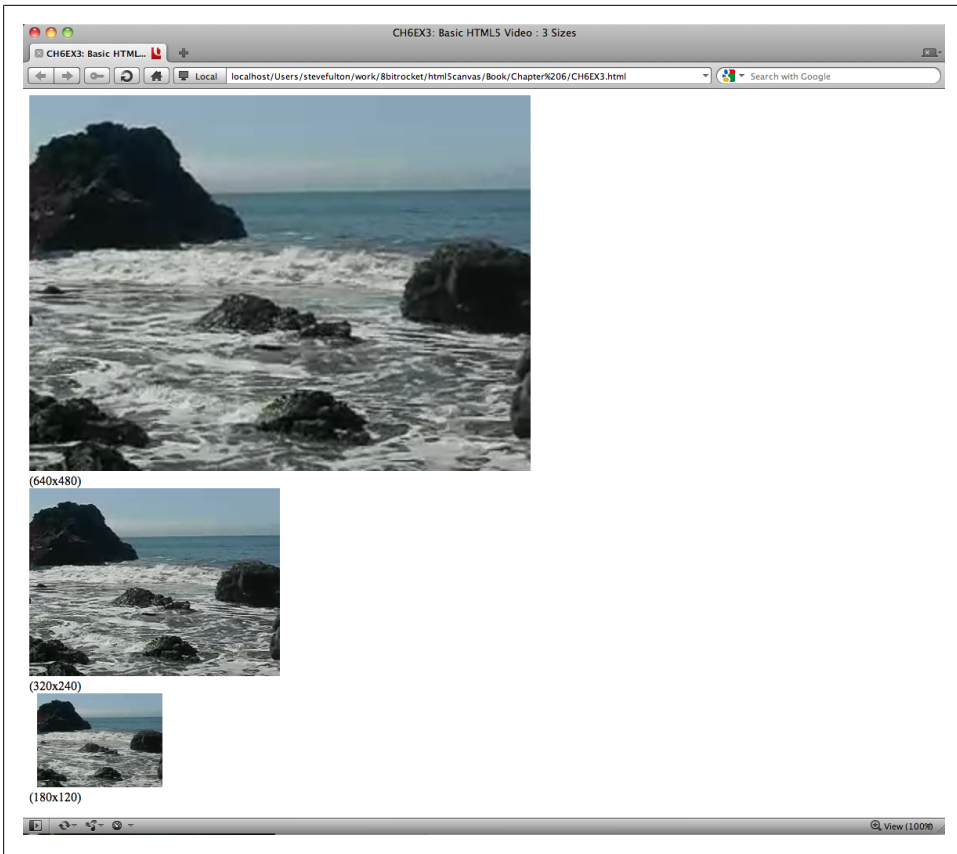 CH6EX3: Basic HTML5 Video : 3 Sizes
CH6EX3: Basic HTML...
Local localhost/Users/stevefulton/work/8bitrocket/html5canvas/Book/Chapter%206/CH6EX3.html Search with Google
(640x480)
(320x240)
(180x120)
View (100%)